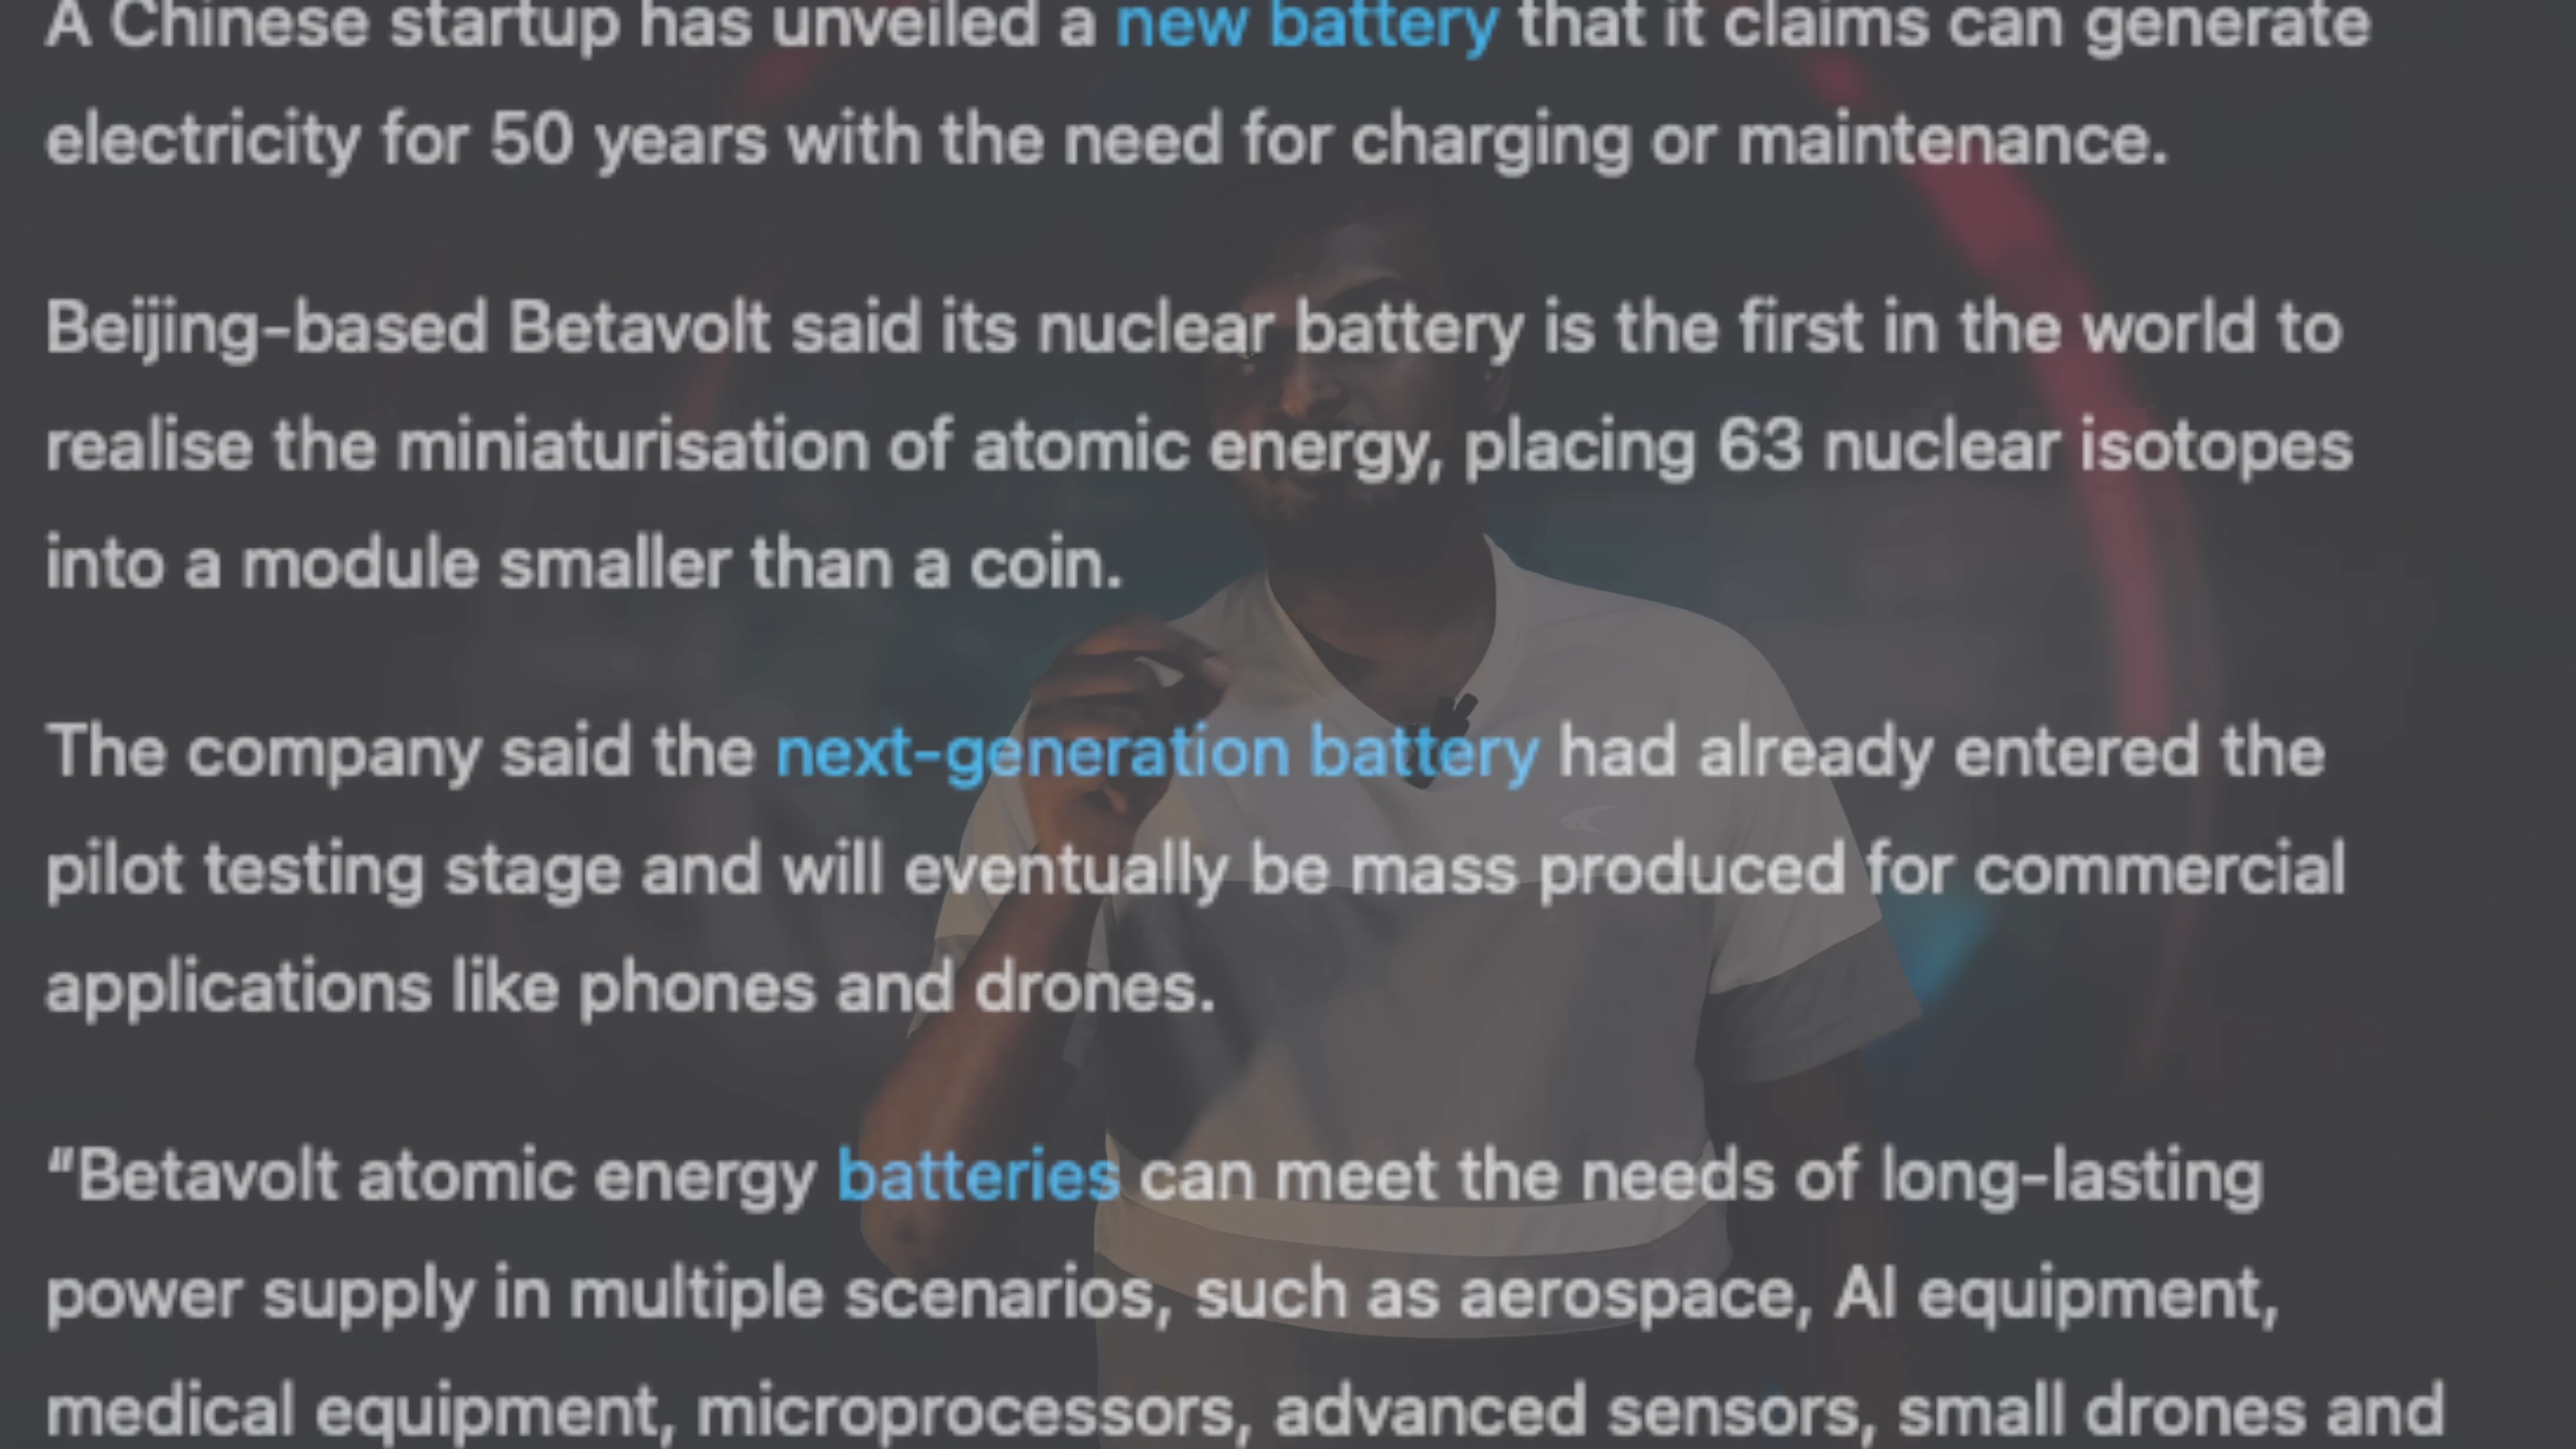 A Chinese startup has unveiled a new battery that it claims can generate
electricity for 50 years with the need for charging or maintenance.
Beijing-based Betavolt said its nuclear battery is the first in the world to
realise the miniaturisation of atomic energy, placing 63 nuclear isotopes
into a module smaller than a coin.
The company said the next-generation battery had already entered the
pilot testing stage and will eventually be mass produced for commercial
applications like phones and drones.
“Betavolt atomic energy batteries can meet the needs of long-lasting
power supply in multiple scenarios, such as aerospace, AI equipment,
medical equipment, microprocessors, advanced sensors, small drones and